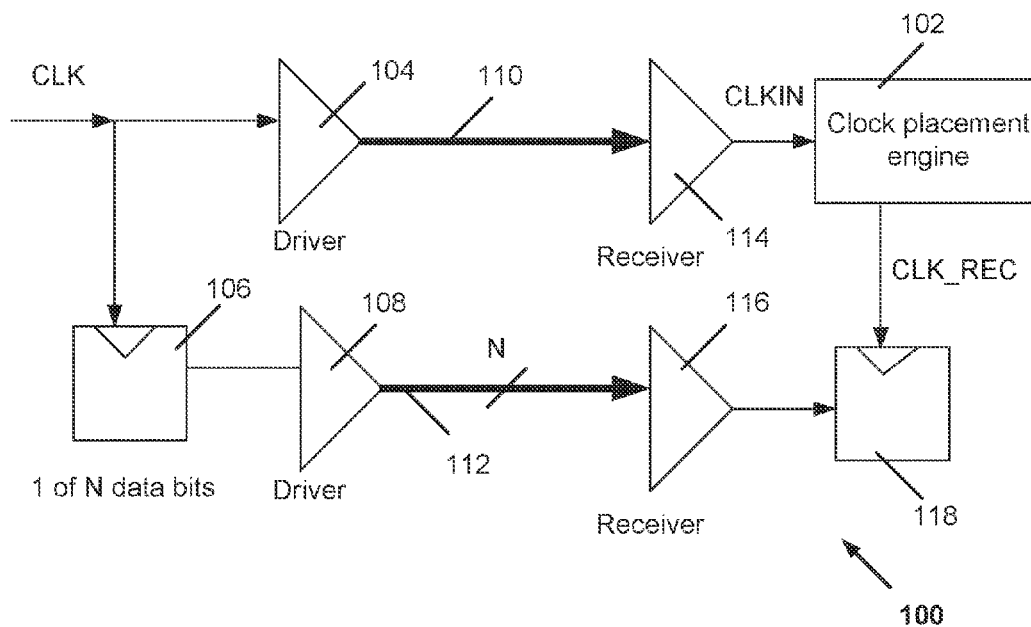 102
CLK
104
110
CLKIN
Clock placement
engine
Driver
114
Receiver
CLK_REC
106
108
N
116
112
1 of N data bits
Driver
Receiver
118
100